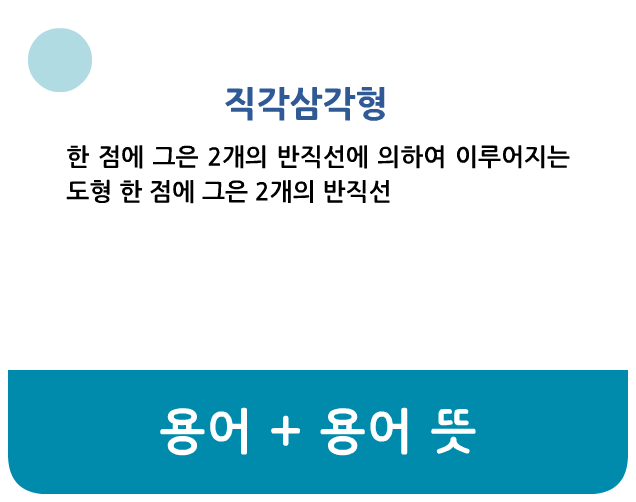 직각삼각형
한 점에 그은 2개의 반직선에 의하여 이루어지는
도형 한 점에 그은 2개의 반직선
용어 + 용어 뜻